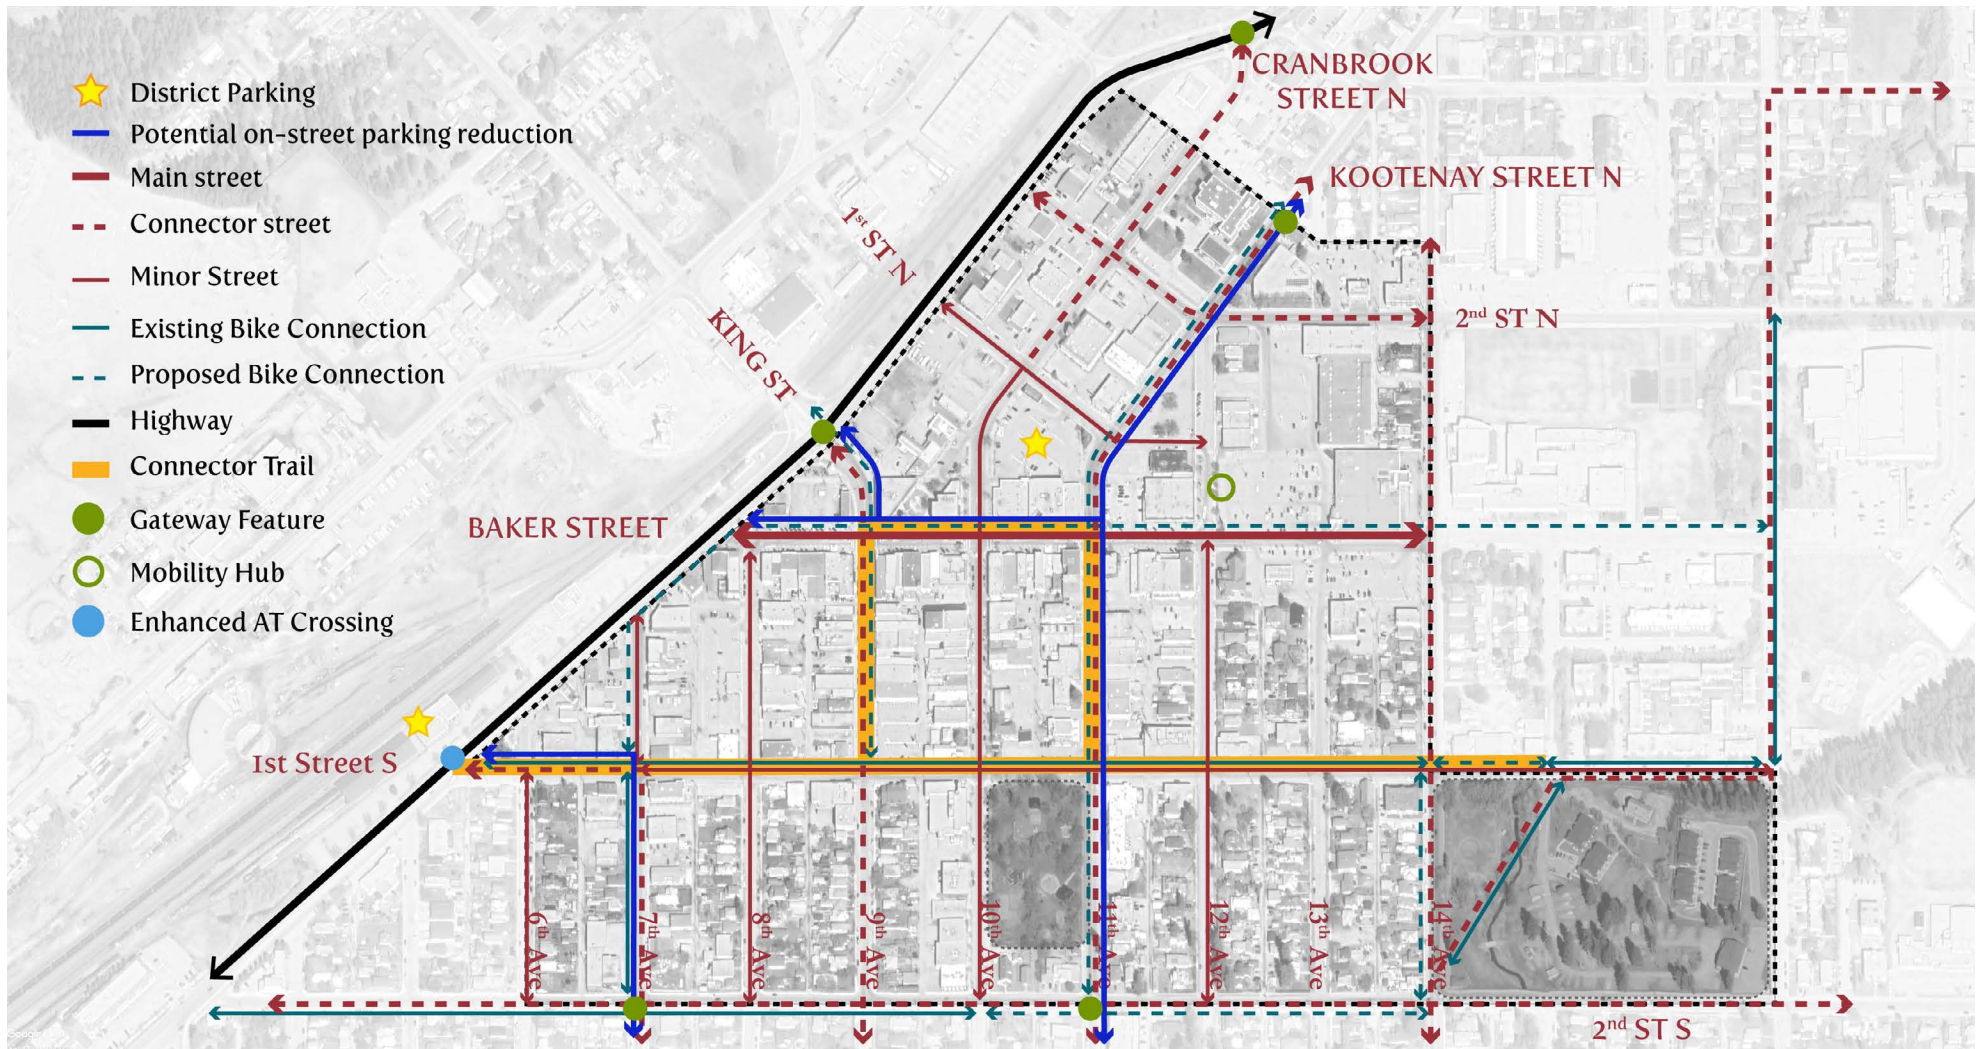 CRANBROOK
STREET N
District Parking
Potential on-street parking reduction
Main street
KOOTENAY STREET N
Connector street
1st ST N
Minor Street
Existing Bike Connection
2nd ST N
KING ST
Proposed Bike Connection
Highway
Connector Trail
Gateway Feature
BAKER STREET
Mobility Hub
Enhanced AT Crossing
1st Street S
6th Ave
7th Ave
8th Ave
9th Ave
10th Ave
11th Ave
12th Ave
13th Ave
14th Ave
2nd ST S
Google